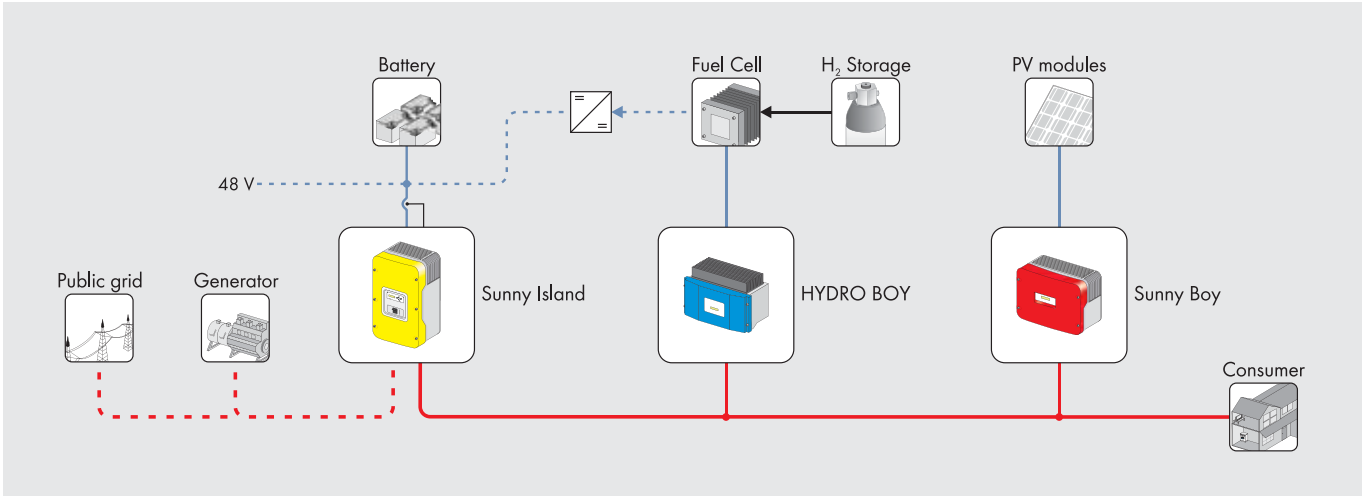 Battery
Fuel Cell
H₂ Storage
PV modules
48 V
Public grid
Generator
Sunny Island
HYDRO BOY
Sunny Boy
Consumer